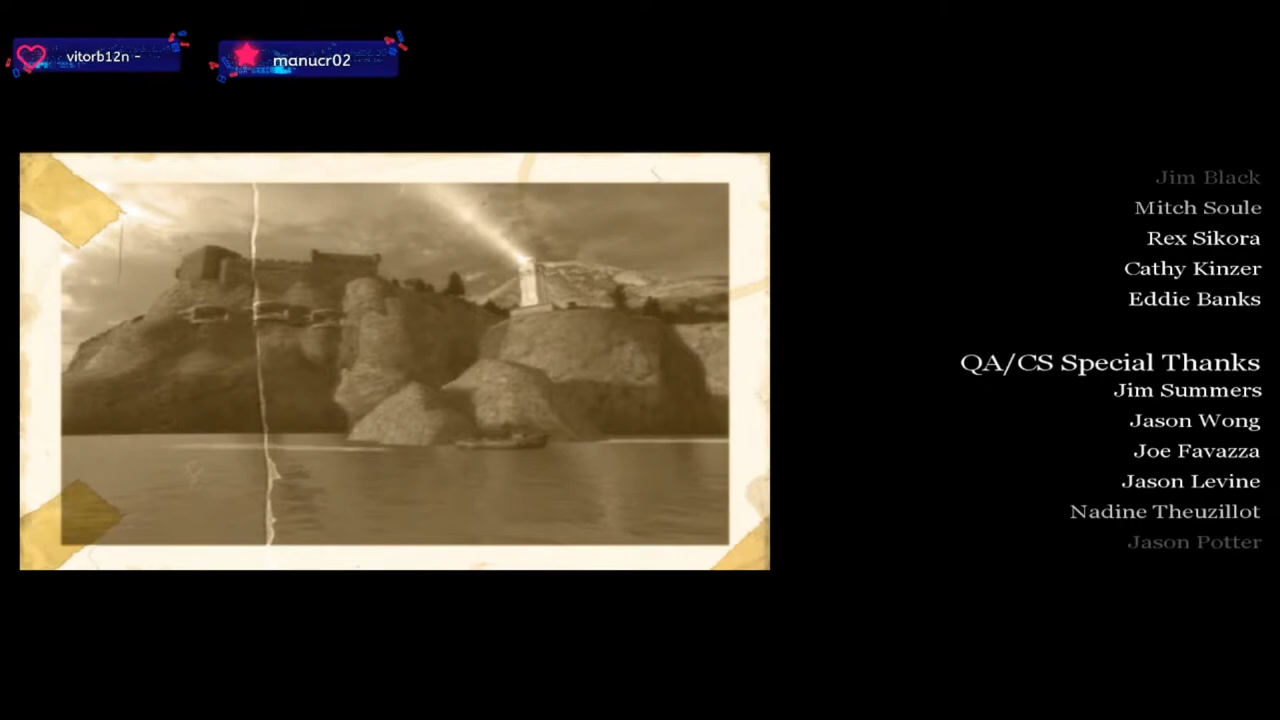 vitorb12n -
manucr02
Jim Black
Mitch Soule
Rex Sikora
Cathy Kinzer
Eddie Banks
QA/CS Special Thanks
Jim Summers
Jason Wong
Joe Favazza
Jason Levine
Nadine Theuzillot
Jason Potter